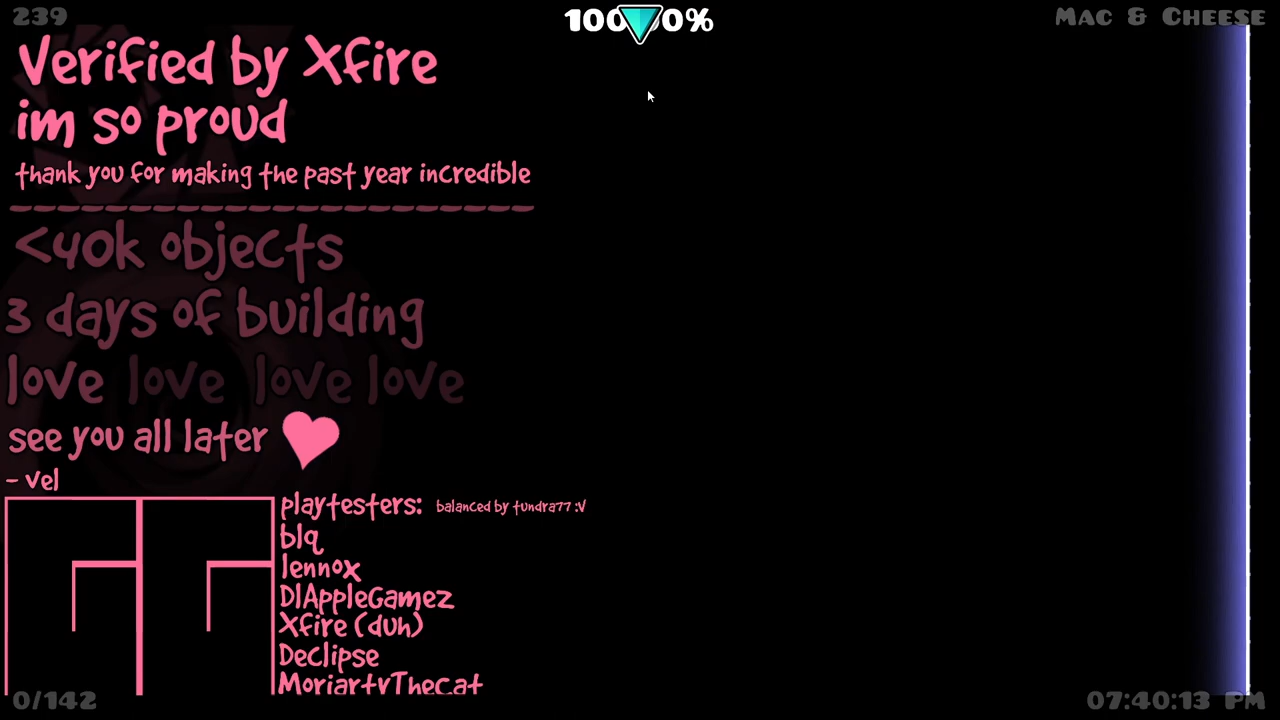 239
100 0%
Mac & Cheese
Verified by Xfire
im so proud
thank you for making the past year incredible
<40k objects
3 days of building
love love love love
see you all later
- vel
GG
playtesters: balanced by tundra77 :V
blq
lennox
DlAppleGamez
Xfire (duh)
Declipse
MoriartyTheCat
0/142
07:40:13 PM